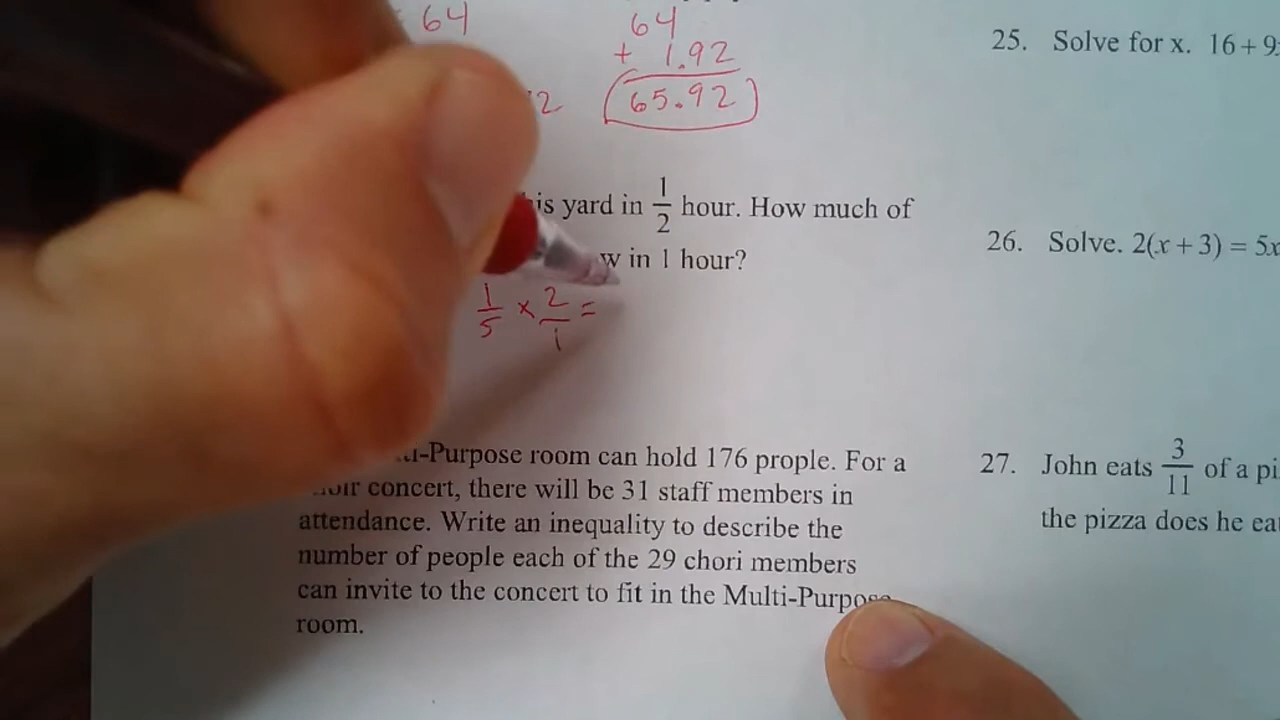 64
64
+ 1.92
2
65.92
his yard in 1/2 hour. How much of
w in 1 hour?
1/5 × 2/1 =
-Purpose room can hold 176 prople. For a
concert, there will be 31 staff members in
attendance. Write an inequality to describe the
number of people each of the 29 chori members
can invite to the concert to fit in the Multi-Purpose
room.
25. Solve for x. 16 + 9
26. Solve. 2(x + 3) = 5x
27. John eats 3/11 of a pi
the pizza does he ea